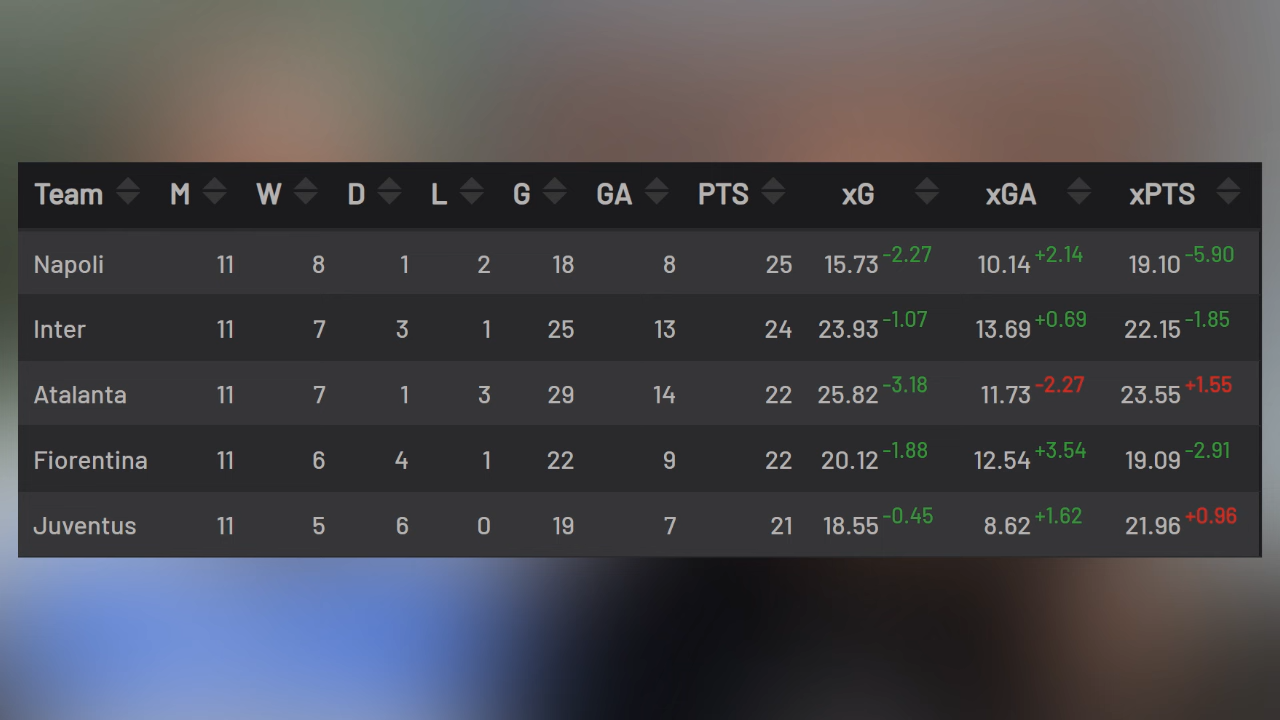 Team M W D L G GA PTS xG xGA xPTS
Napoli 11 8 1 2 18 8 25 15.73 -2.27 10.14 +2.14 19.10 -5.90
Inter 11 7 3 1 25 13 24 23.93 -1.07 13.69 +0.69 22.15 -1.85
Atalanta 11 7 1 3 29 14 22 25.82 -3.18 11.73 -2.27 23.55 +1.55
Fiorentina 11 6 4 1 22 9 22 20.12 -1.88 12.54 +3.54 19.09 -2.91
Juventus 11 5 6 0 19 7 21 18.55 -0.45 8.62 +1.62 21.96 +0.96